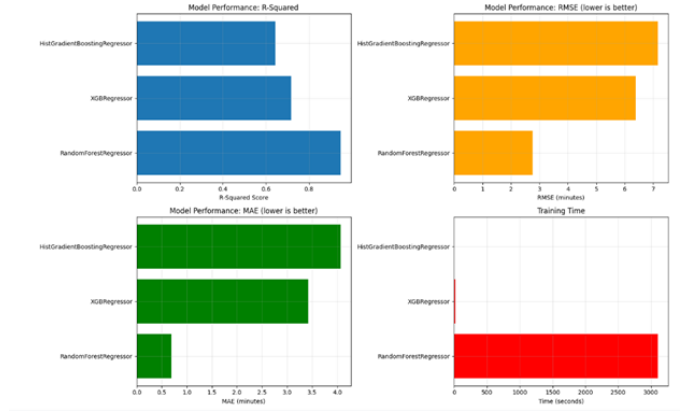 Model Performance: R-Squared
HistGradientBoostingRegressor
XGBRegressor
RandomForestRegressor
0.0 0.2 0.4 0.6 0.8
R-Squared Score
Model Performance: RMSE (lower is better)
HistGradientBoostingRegressor
XGBRegressor
RandomForestRegressor
0 1 2 3 4 5 6 7
RMSE (minutes)
Model Performance: MAE (lower is better)
HistGradientBoostingRegressor
XGBRegressor
RandomForestRegressor
0.0 0.5 1.0 1.5 2.0 2.5 3.0 3.5 4.0
MAE (minutes)
Training Time
HistGradientBoostingRegressor
XGBRegressor
RandomForestRegressor
0 500 1000 1500 2000 2500 3000
Time (seconds)